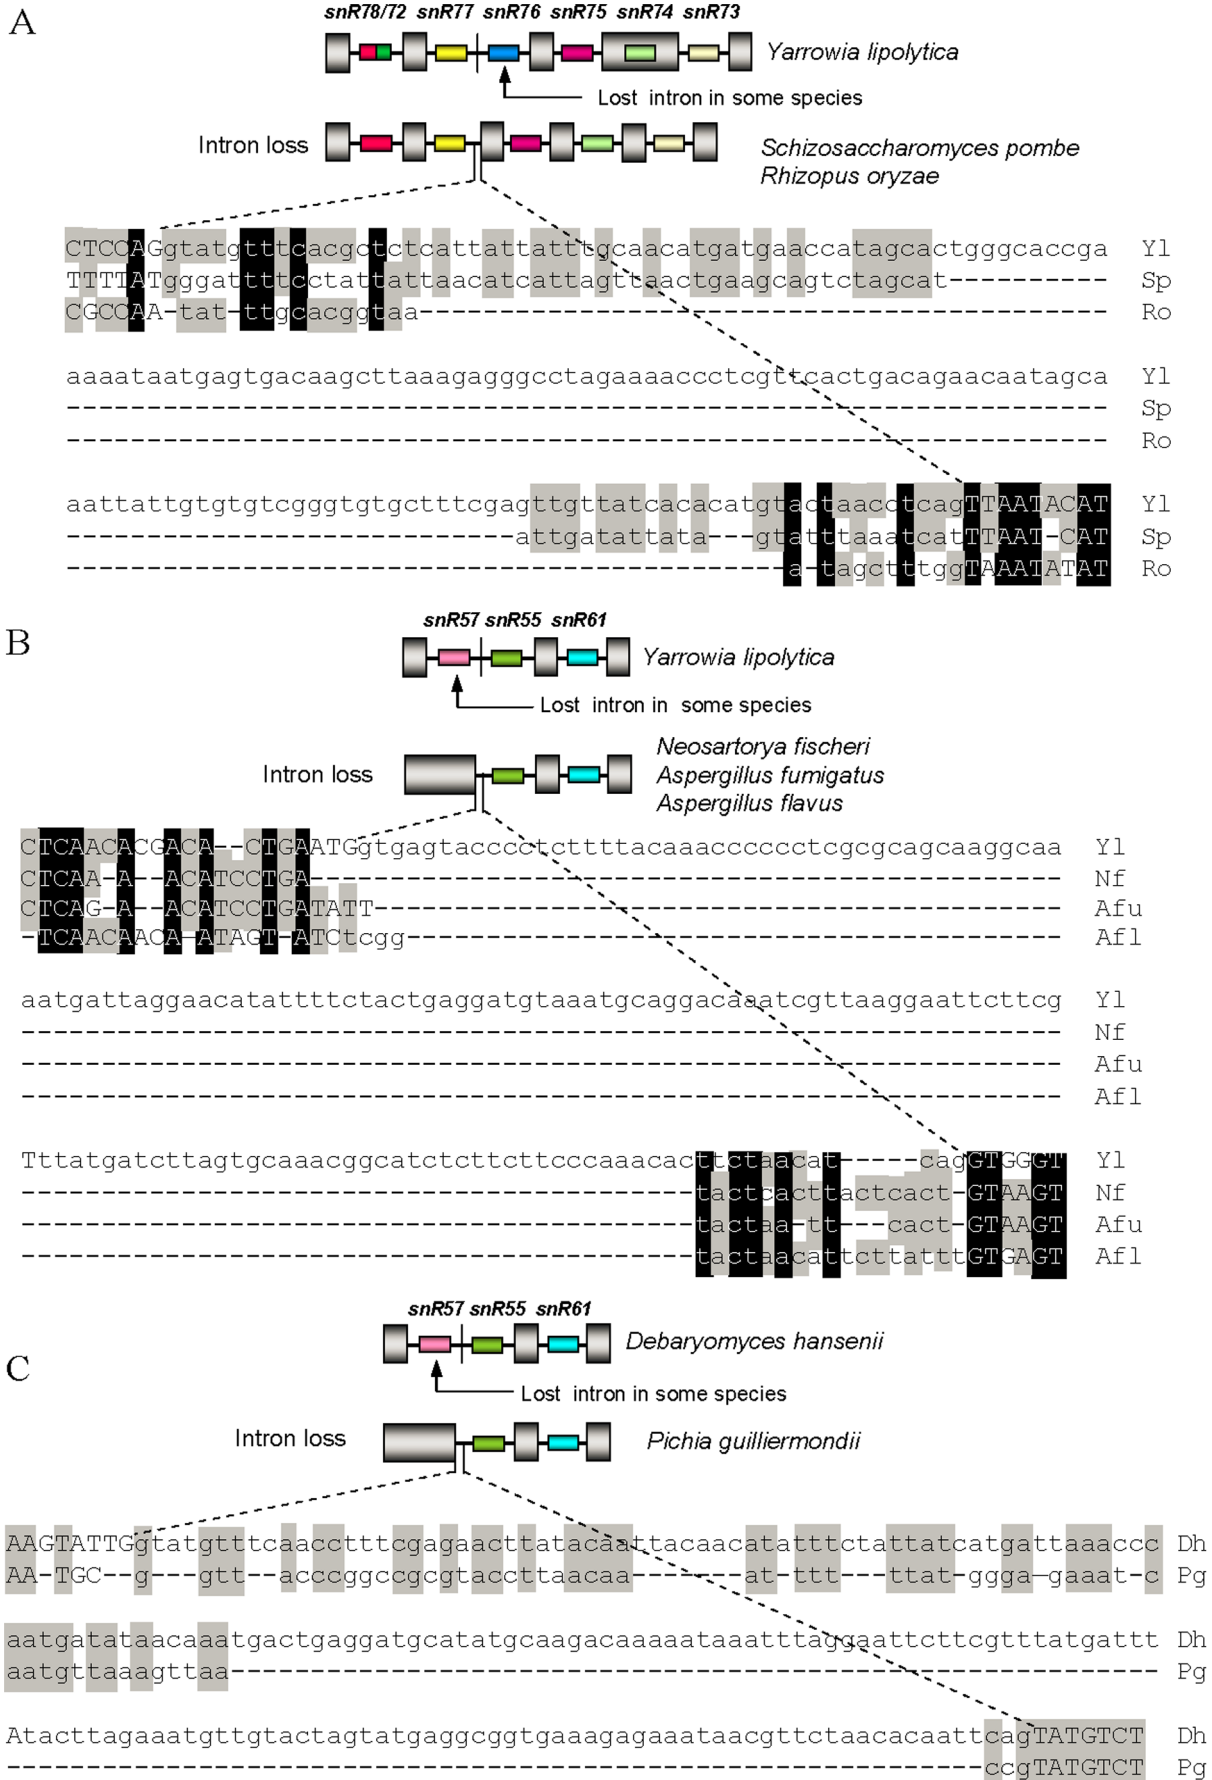 A
snR78/72 snR77 snR76 snR75 snR74 snR73
Yarrowia lipolytica
Lost intron in some species
Intron loss
Schizosaccharomyces pombe
Rhizopus oryzae
CTCCAGgtatgtttcacgctctcattattatttgcaacatgatgaaccatagcactgggcaccga Yl
TTTTATgggattttcctattattaacatcattagttaactgaagcagtctagcat---------- Sp
CGCCAA-tat-ttgcacggtaa------------------------------------------- Ro
aaaataatgagtgacaagcttaaagagggcctagaaaaccctcgttcactgacagaacaatagca Yl
----------------------------------------------------------------- Sp
----------------------------------------------------------------- Ro
aattattgtgtgtcgggtgtgctttcgagttgttatcacacatgtactaacctcagTTAATACAT Yl
----------------------------attgatattata---gtatttaaatcatTTAAT-CAT Sp
---------------------------------------------a-tagctttggTAAATATAT Ro
B
snR57 snR55 snR61
Yarrowia lipolytica
Lost intron in some species
Neosartorya fischeri
Intron loss
Aspergillus fumigatus
Aspergillus flavus
CTCAACACGACA--CTGAATGgtgagtacccctcttttacaaacccccctcgcgcagcaaggcaa Yl
CTCAA-A--ACATCCTGA----------------------------------------------- Nf
CTCAG-A--ACATCCTGATATT------------------------------------------- Afu
-TCAACAACA-ATAGT-ATCtcgg----------------------------------------- Afl
aatgattaggaacatattttctactgaggatgtaaatgcaggacaaatcgttaaggaattcttcg Yl
----------------------------------------------------------------- Nf
----------------------------------------------------------------- Afu
----------------------------------------------------------------- Afl
Tttatgatcttagtgcaaacggcatctcttcttcccaaacacttctaacat-----cagGTGGGT Yl
------------------------------------------tactcacttactcact-GTAAGT Nf
------------------------------------------tactaa-tt---cact-GTAAGT Afu
------------------------------------------tactaacattcttatttGTGAGT Afl
C
snR57 snR55 snR61
Debaryomyces hansenii
Lost intron in some species
Intron loss
Pichia guilliermondii
AAGTATTGgtatgtttcaacctttcgagaacttatacaattacaacatatttctattatcatgattaaaccc Dh
AA-TGC--g---gtt--acccggccgcgtaccttaacaa-------at-ttt---ttat-ggga-gaaat-c Pg
aatgatataacaaatgactgaggatgcatatgcaagacaaaaataaatttaggaattcttcgtttatgattt Dh
aatgttaaagttaa---------------------------------------------------------- Pg
AtacttagaaatgttgtactagtatgaggcggtgaaagagaaataacgttctaacacaattcagTATGTCT Dh
-------------------------------------------------------------ccgTATGTCT Pg